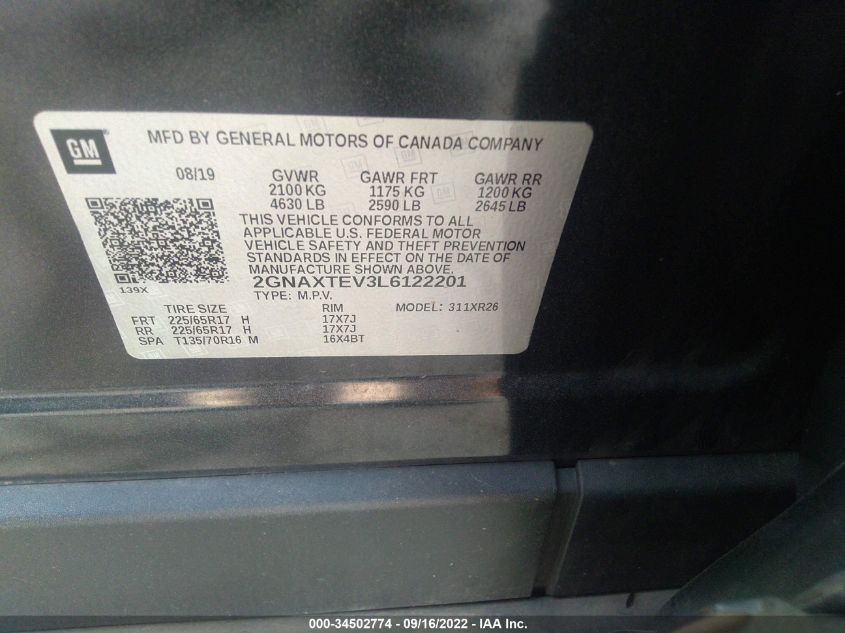 GM
MFD BY GENERAL MOTORS OF CANADA COMPANY
08/19 GVWR GAWR FRT GAWR RR
2100 KG 1175 KG 1200 KG
4630 LB 2590 LB 2645 LB
THIS VEHICLE CONFORMS TO ALL
APPLICABLE U.S. FEDERAL MOTOR
VEHICLE SAFETY AND THEFT PREVENTION
STANDARDS IN EFFECT ON THE DATE OF
MANUFACTURE SHOWN ABOVE.
139X 2GNAXTEV3L6122201
TYPE: M.P.V.
TIRE SIZE RIM MODEL: 311XR26
FRT 225/65R17 H 17X7J
RR 225/65R17 H 17X7J
SPA T135/70R16 M 16X4BT
000-34502774 - 09/16/2022 - IAA Inc.